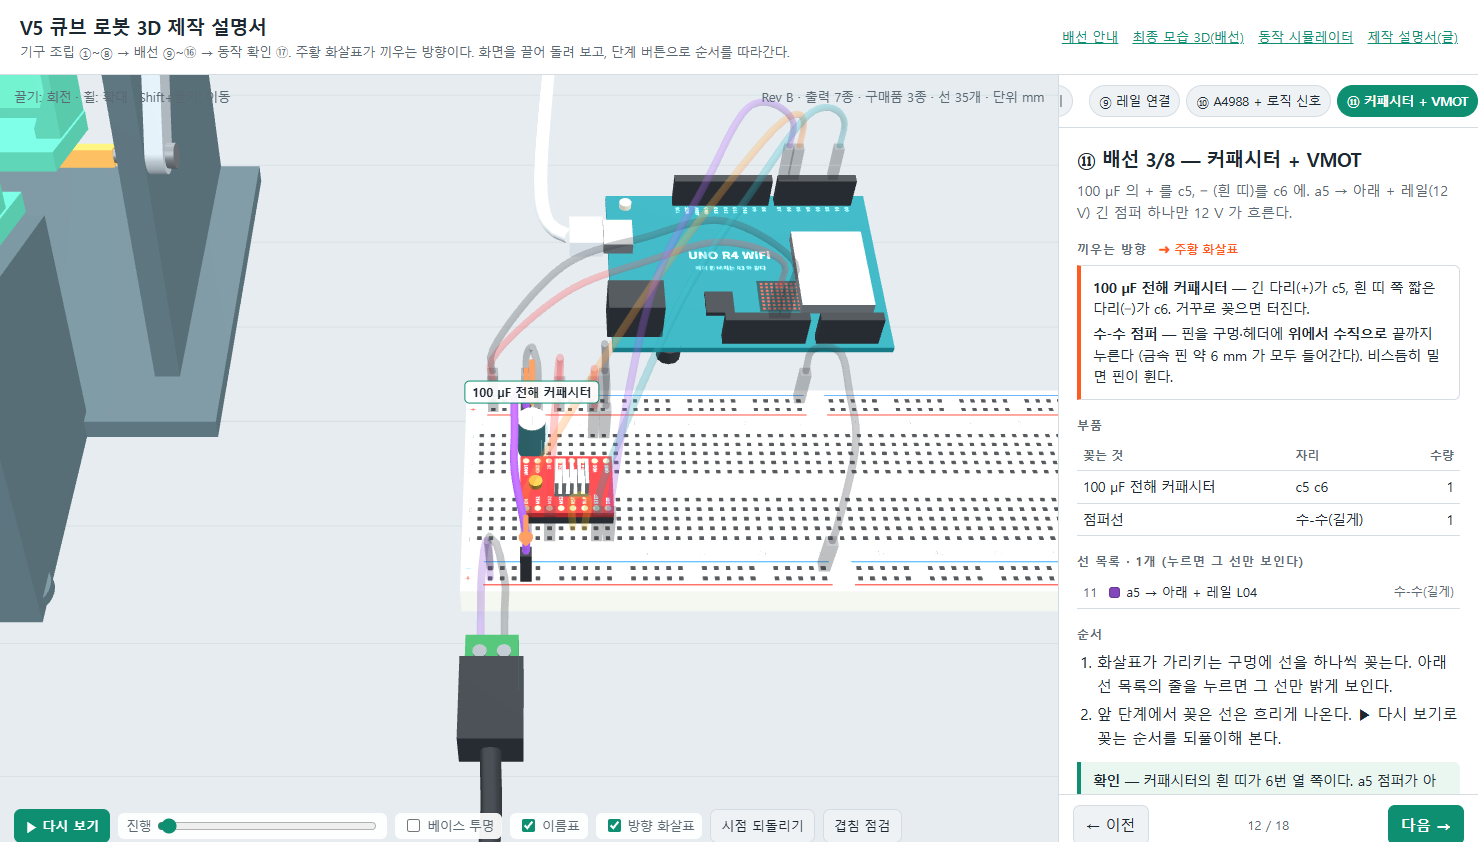 V5 큐브 로봇 3D 제작 설명서
기구 조립 ①~⑧ → 배선 ⑨~⑯ → 동작 확인 ⑰. 주황 화살표가 끼우는 방향이다. 화면을 끌어 돌려 보고, 단계 버튼으로 순서를 따라간다.
배선 안내 최종 모습 3D(배선) 동작 시뮬레이터 제작 설명서(글)
끌기: 회전 · 휠: 확대 · Shift+ 이동
Rev B · 출력 7종 · 구매품 3종 · 선 35개 · 단위 mm
⑨ 레일 연결
⑩ A4988 + 로직 신호
⑪ 커패시터 + VMOT
UNO R4 WiFi
100 µF 전해 커패시터
⑪ 배선 3/8 — 커패시터 + VMOT
100 µF 의 + 를 c5, − (흰 띠)를 c6 에. a5 → 아래 + 레일(12
V) 긴 점퍼 하나만 12 V 가 흐른다.
끼우는 방향 ➜ 주황 화살표
100 µF 전해 커패시터 — 긴 다리(+)가 c5, 흰 띠 쪽 짧은
다리(−)가 c6. 거꾸로 꽂으면 터진다.
수-수 점퍼 — 핀을 구멍·헤더에 위에서 수직으로 끝까지
누른다 (금속 핀 약 6 mm 가 모두 들어간다). 비스듬히 밀
면 핀이 휜다.
부품
꽂는 것 자리 수량
100 µF 전해 커패시터 c5 c6 1
점퍼선 수-수(길게) 1
선 목록 · 1개 (누르면 그 선만 보인다)
11 a5 → 아래 + 레일 L04 수-수(길게)
순서
1. 화살표가 가리키는 구멍에 선을 하나씩 꽂는다. 아래
선 목록의 줄을 누르면 그 선만 밝게 보인다.
2. 앞 단계에서 꽂은 선은 흐리게 나온다. ▶ 다시 보기로
꽂는 순서를 되풀이해 본다.
확인 — 커패시터의 흰 띠가 6번 열 쪽이다. a5 점퍼가 아
▶ 다시 보기
진행
베이스 투명
이름표
방향 화살표
시점 되돌리기
겹침 점검
← 이전
12 / 18
다음 →